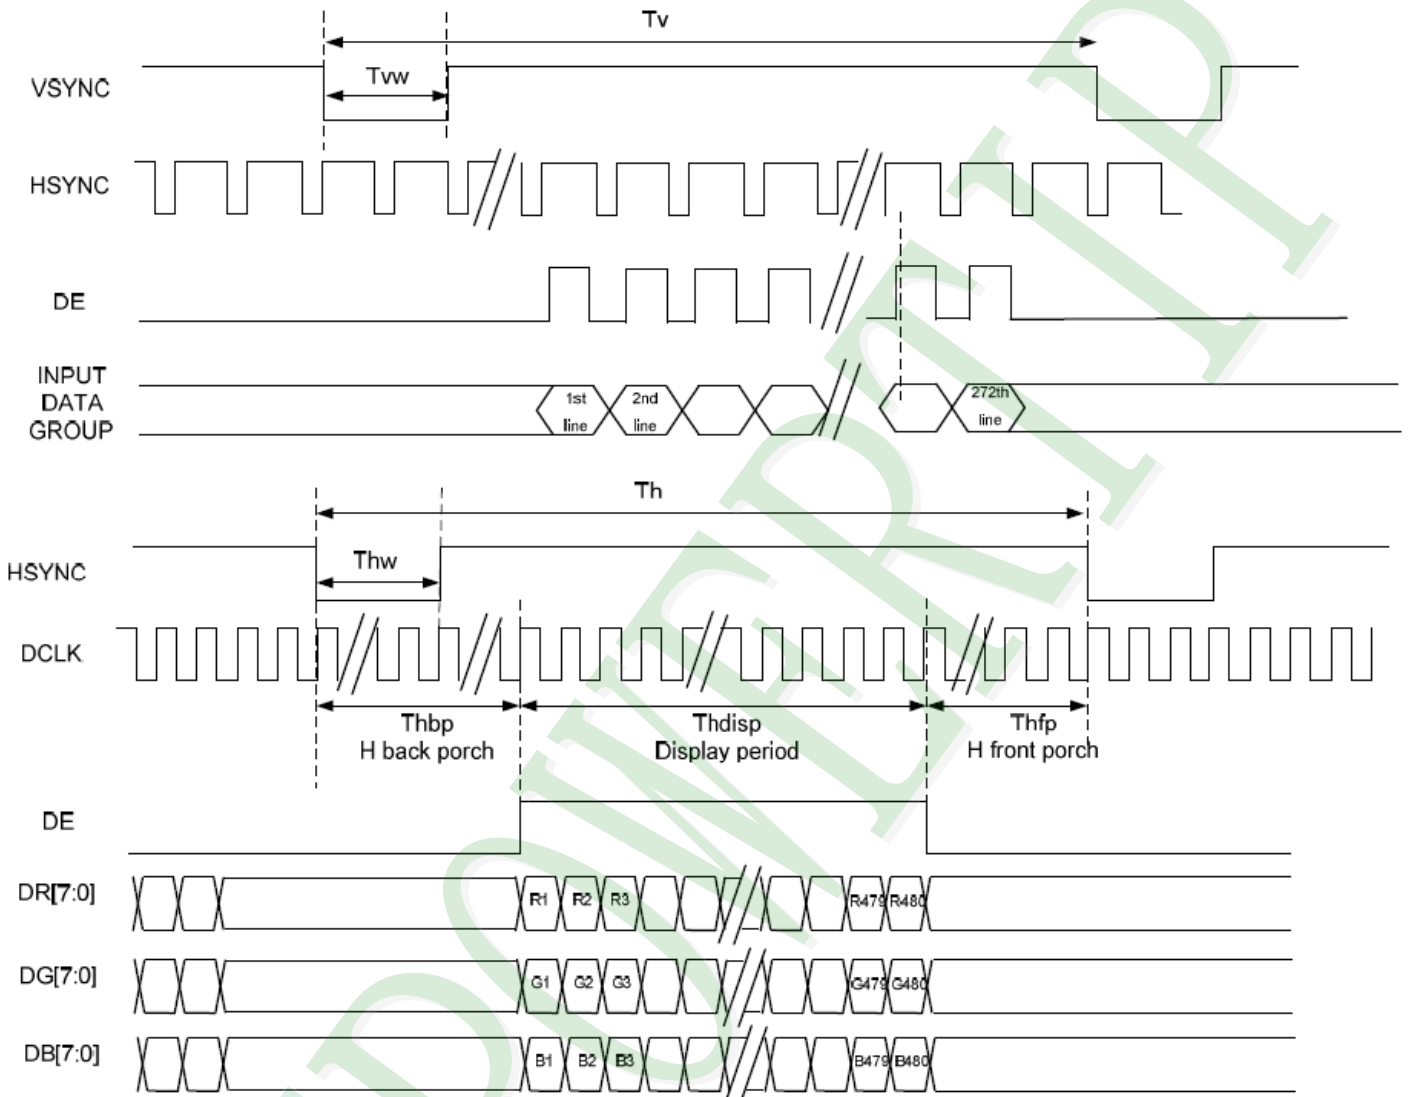 Tv
VSYNC
Tvw
HSYNC
DE
INPUT
DATA
GROUP
1st
line
2nd
line
272th
line
Th
HSYNC
Thw
DCLK
Thbp
H back porch
Thdisp
Display period
Thfp
H front porch
DE
DR[7:0]
R1 R2 R3 R479 R480
DG[7:0]
G1 G2 G3 G479 G480
DB[7:0]
B1 B2 B3 B479 B480
OWERTIP